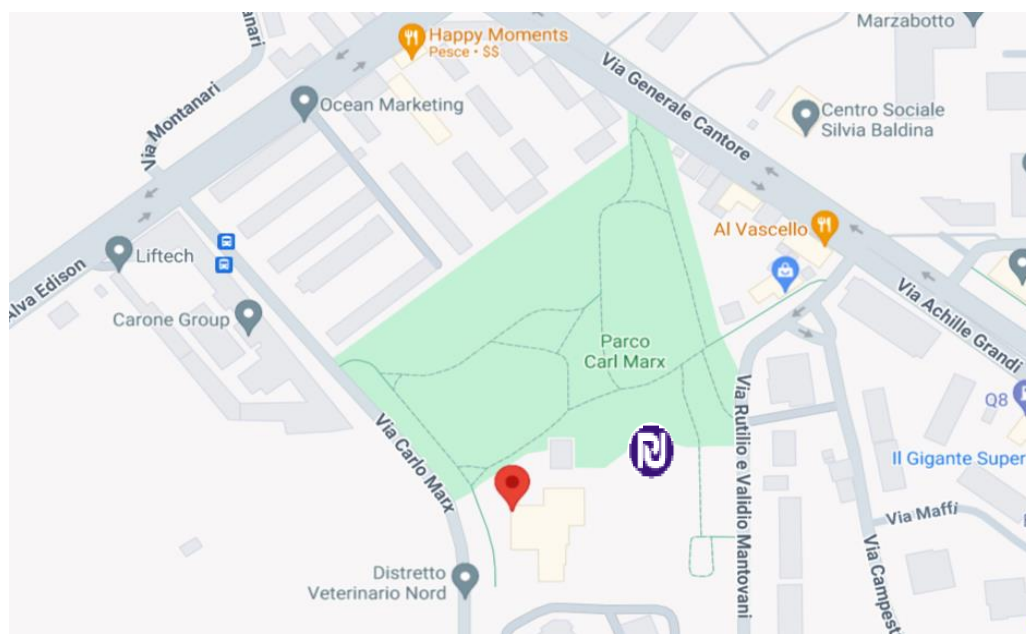 anari
Happy Moments
Pesce • $$
Marzabotto
Via Generale Cantore
Ocean Marketing
Centro Sociale
Silvia Baldina
Via Montanari
Al Vascello
Liftech
Alva Edison
Carone Group
Via Achille Grandi
Parco
Carl Marx
Via Rutilio e Validio Mantovani
Q8
Via Carlo Marx
Il Gigante Super
Via Maffi
Distretto
Veterinario Nord
Via Campest